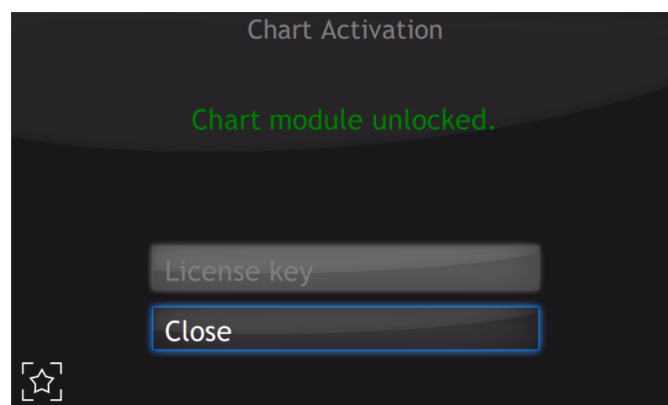 Chart Activation
Chart module unlocked.
License key
Close